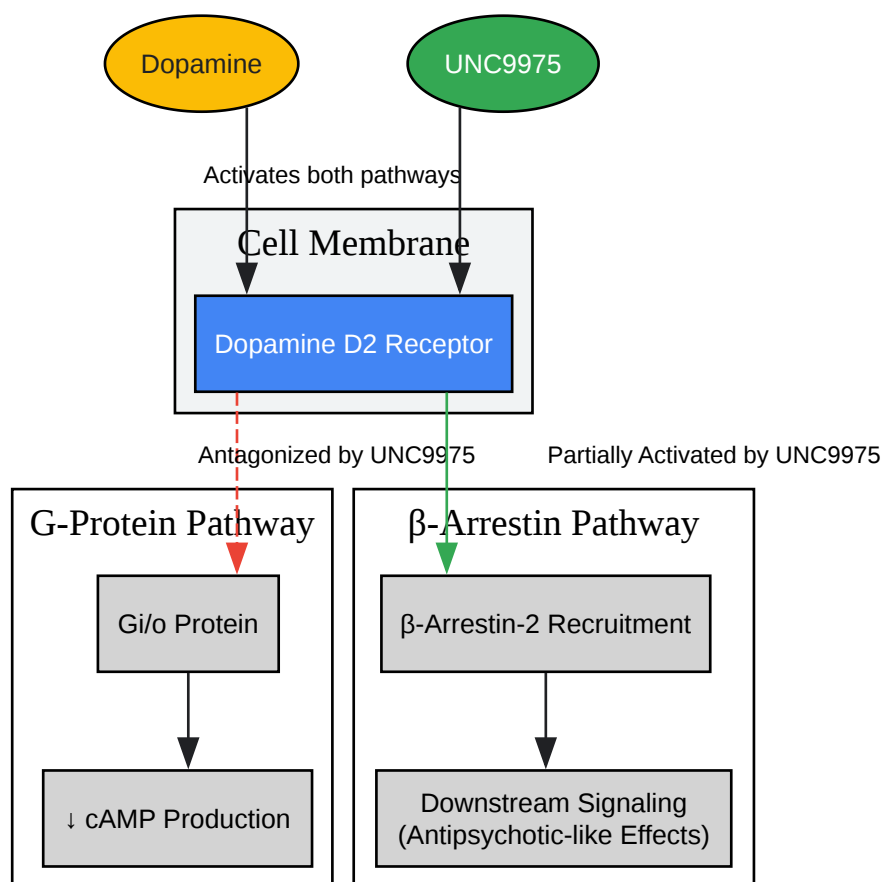 Dopamine
UNC9975
Activates both pathways
Cell Membrane
Dopamine D2 Receptor
Antagonized by UNC9975
Partially Activated by UNC9975
G-Protein Pathway
β-Arrestin Pathway
Gi/o Protein
β-Arrestin-2 Recruitment
↓ cAMP Production
Downstream Signaling
(Antipsychotic-like Effects)